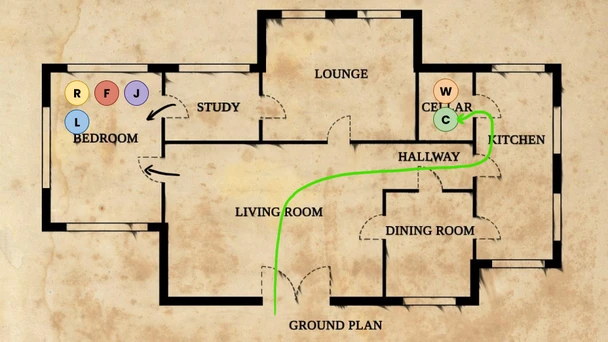 LOUNGE
R F J
STUDY
W
CELLAR
L
C
BEDROOM
KITCHEN
HALLWAY
LIVING ROOM
DINING ROOM
GROUND PLAN